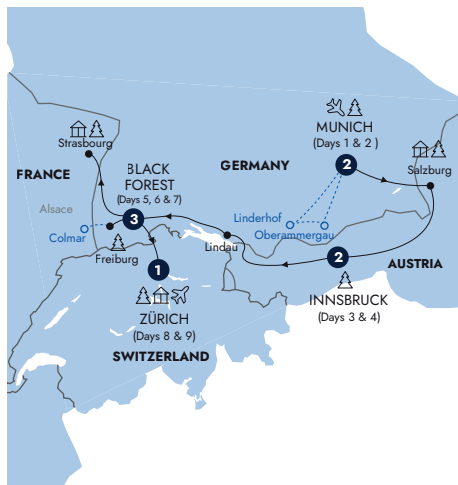 MUNICH
(Days 1 & 2 )
2
Strasbourg
Salzburg
FRANCE
BLACK
FOREST
(Days 5, 6 & 7)
GERMANY
Alsace
3
Linderhof
Colmar
Oberammergau
Freiburg
Lindau
1
2
AUSTRIA
INNSBRUCK
(Days 3 & 4)
ZÜRICH
(Days 8 & 9)
SWITZERLAND